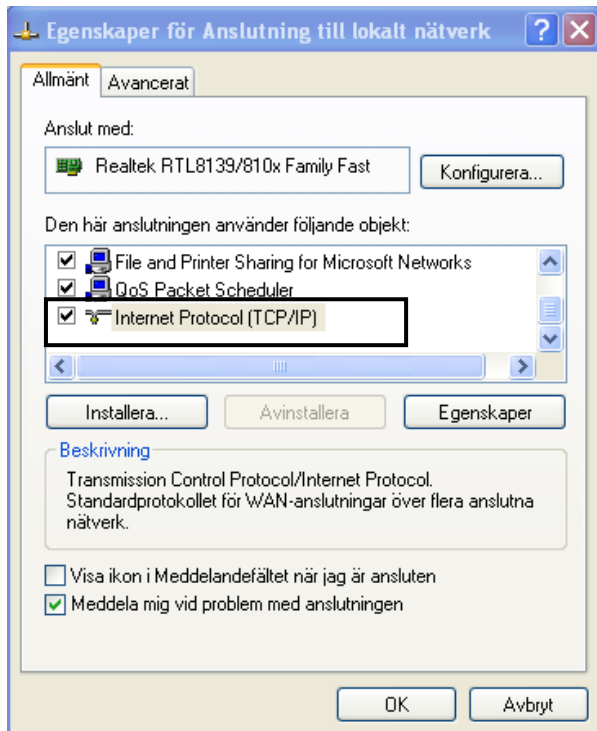 Egenskaper för Anslutning till lokalt nätverk
Allmänt Avancerat
Anslut med:
Realtek RTL8139/810x Family Fast
Konfigurera...
Den här anslutningen använder följande objekt:
File and Printer Sharing for Microsoft Networks
QoS Packet Scheduler
Internet Protocol (TCP/IP)
Installera... Avinstallera Egenskaper
Beskrivning
Transmission Control Protocol/Internet Protocol.
Standardprotokollet för WAN-anslutningar över flera anslutna
nätverk.
Visa ikon i Meddelandefältet när jag är ansluten
Meddela mig vid problem med anslutningen
OK Avbryt